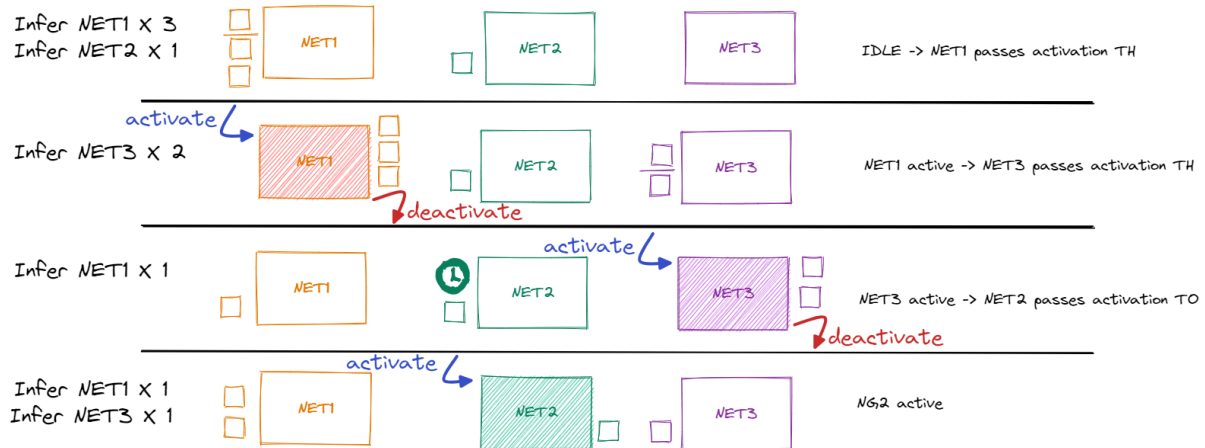 Infer NET1 X 3
Infer NET2 X 1
NET1
NET2
NET3
IDLE -> NET1 passes activation TH
activate
Infer NET3 X 2
NET1
NET2
NET3
NET1 active -> NET3 passes activation TH
deactivate
activate
Infer NET1 X 1
NET1
NET2
NET3
NET3 active -> NET2 passes activation TO
deactivate
activate
Infer NET1 X 1
Infer NET3 X 1
NET1
NET2
NET3
NG2 active